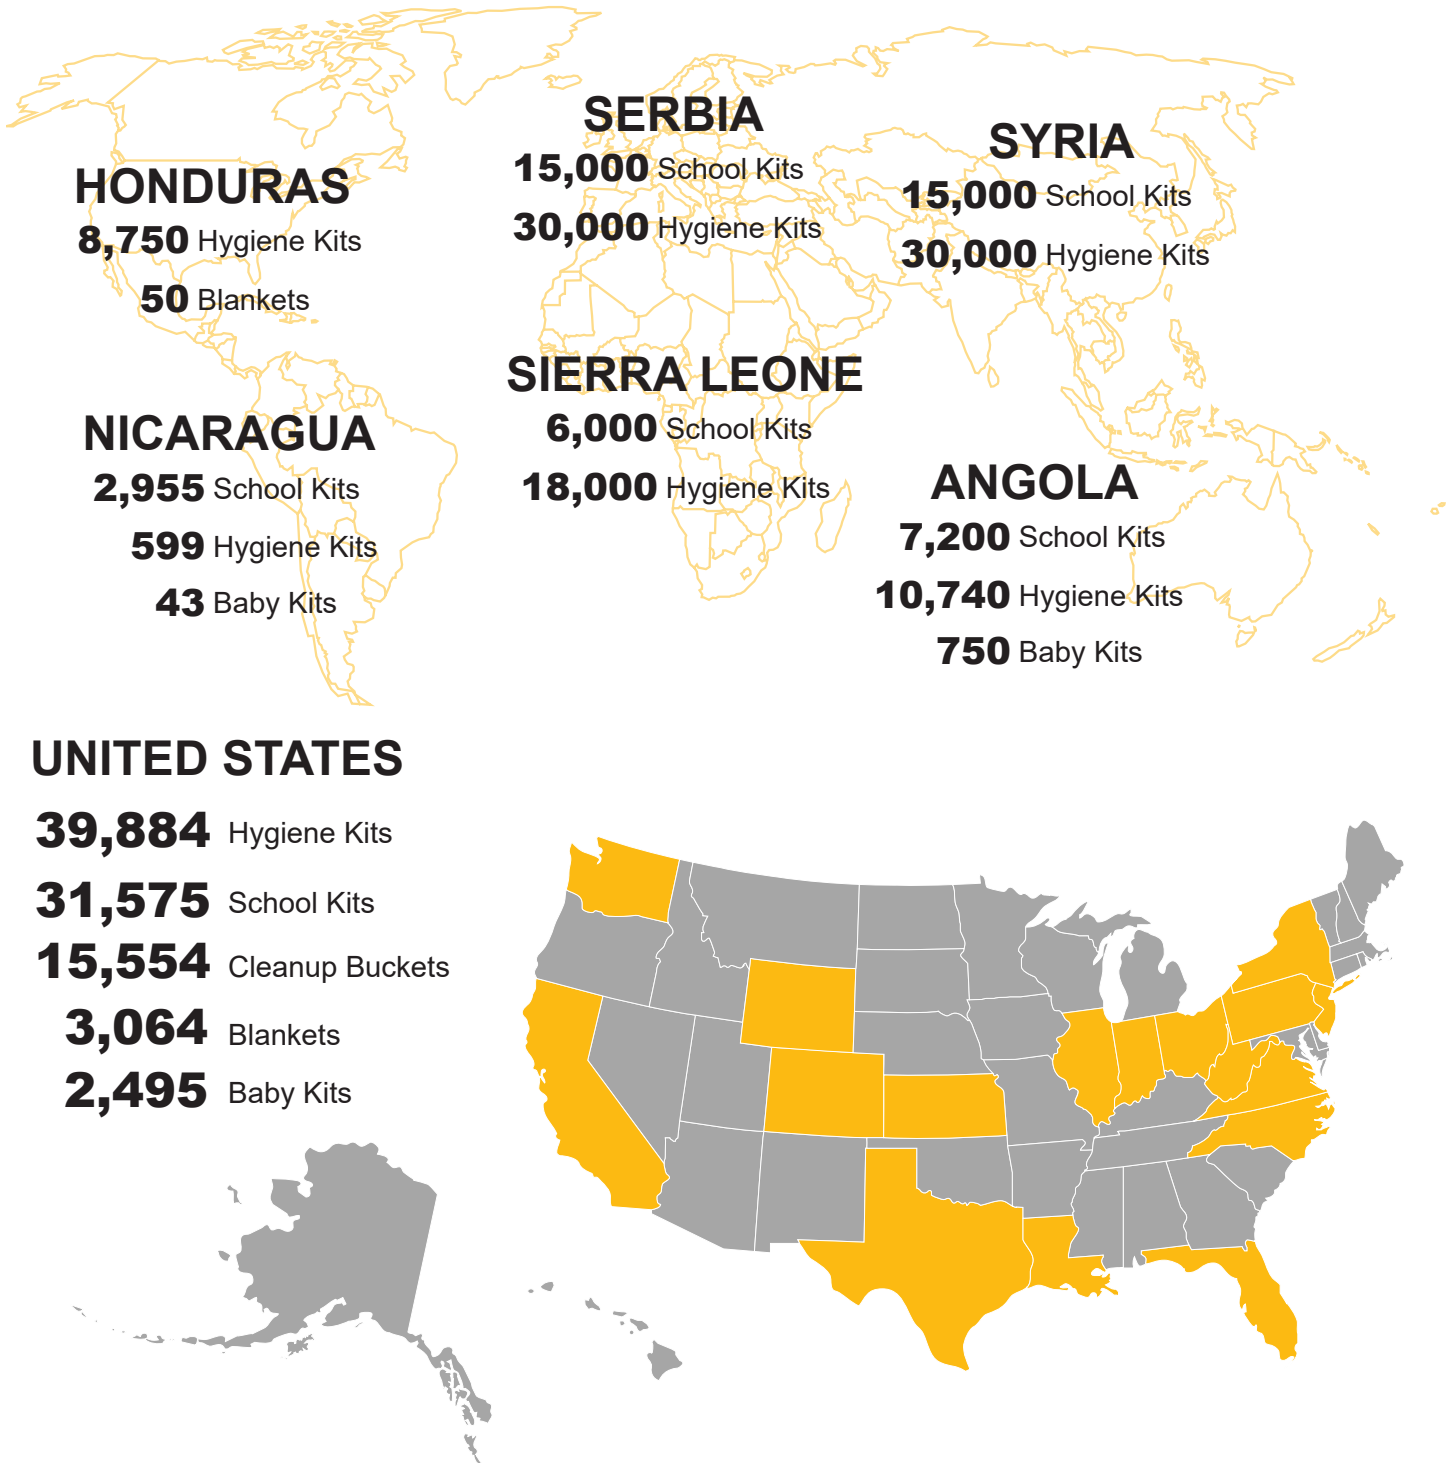 HONDURAS
8,750 Hygiene Kits
50 Blankets
SERBIA
15,000 School Kits
30,000 Hygiene Kits
SYRIA
15,000 School Kits
30,000 Hygiene Kits
NICARAGUA
2,955 School Kits
599 Hygiene Kits
43 Baby Kits
SIERRA LEONE
6,000 School Kits
18,000 Hygiene Kits
ANGOLA
7,200 School Kits
10,740 Hygiene Kits
750 Baby Kits
UNITED STATES
39,884 Hygiene Kits
31,575 School Kits
15,554 Cleanup Buckets
3,064 Blankets
2,495 Baby Kits